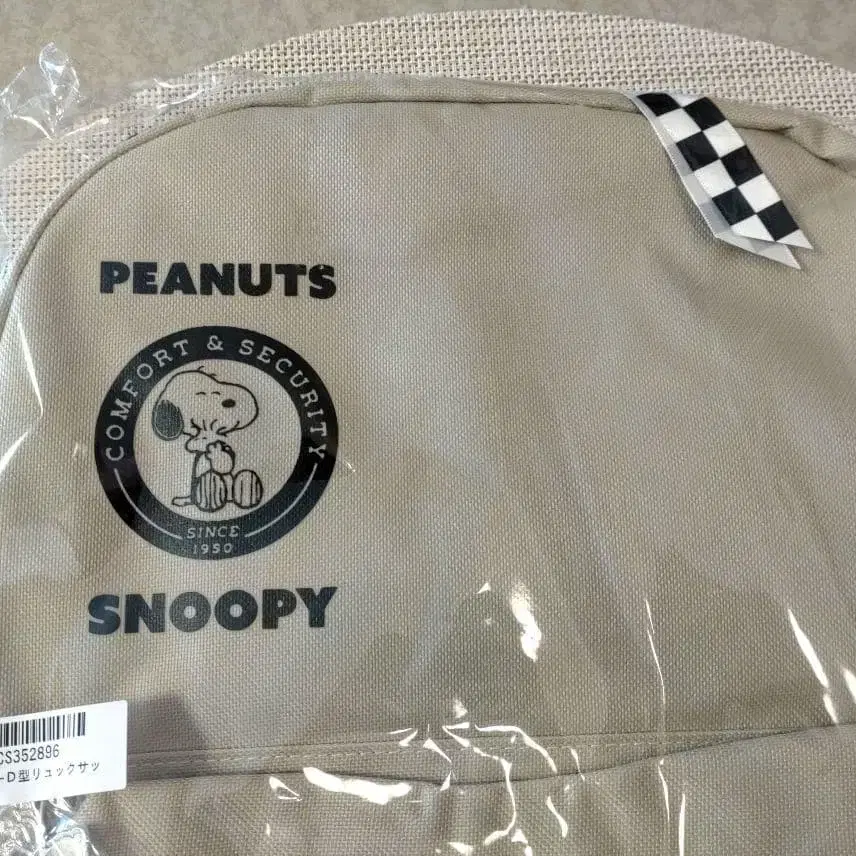 PEANUTS
COMFORT & SECURITY
SINCE
1950
SNOOPY
CS352896
-D型リュックサッ